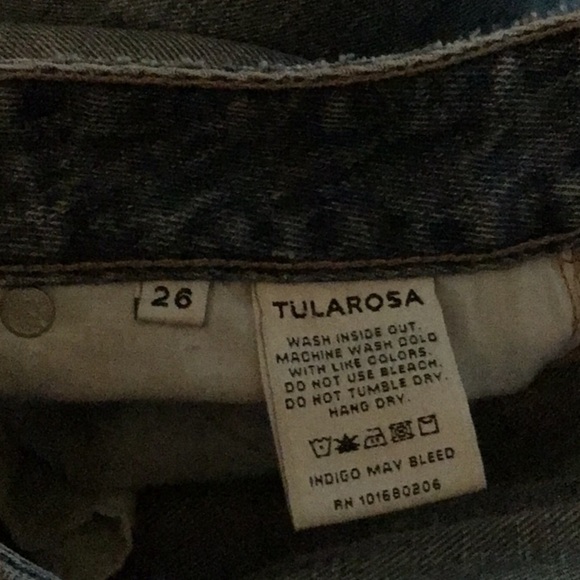 26
TULAROSA
WASH INSIDE OUT.
MACHINE WASH COLD
WITH LIKE COLORS.
DO NOT USE BLEACH.
DO NOT TUMBLE DRY.
HANG DRY.
INDIGO MAY BLEED
RN 101680206